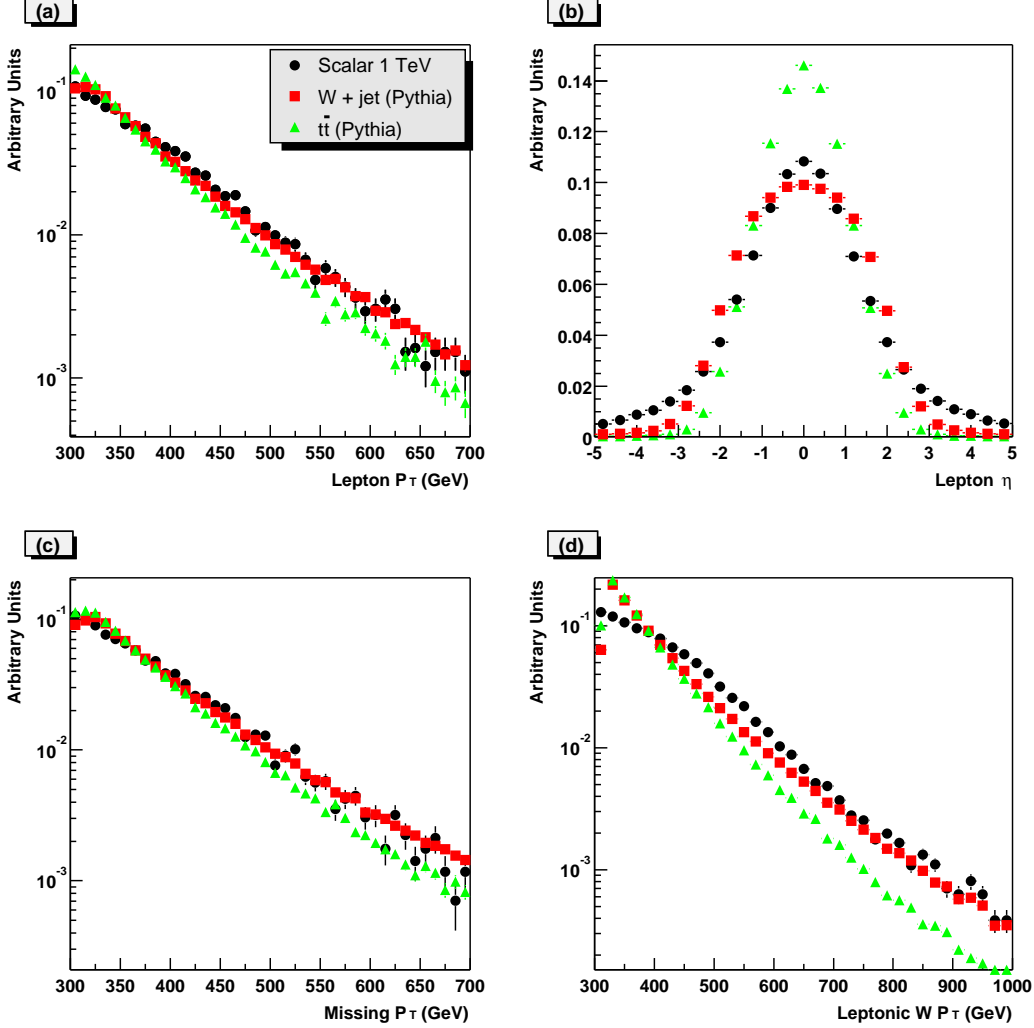 (a)
Arbitrary Units
10^-1
10^-2
10^-3
300 350 400 450 500 550 600 650 700
Lepton P_T (GeV)
Scalar 1 TeV
W + jet (Pythia)
tt̄ (Pythia)
(b)
Arbitrary Units
0.14
0.12
0.1
0.08
0.06
0.04
0.02
0
-5 -4 -3 -2 -1 0 1 2 3 4 5
Lepton η
(c)
Arbitrary Units
10^-1
10^-2
10^-3
300 350 400 450 500 550 600 650 700
Missing P_T (GeV)
(d)
Arbitrary Units
10^-1
10^-2
10^-3
300 400 500 600 700 800 900 1000
Leptonic W P_T (GeV)